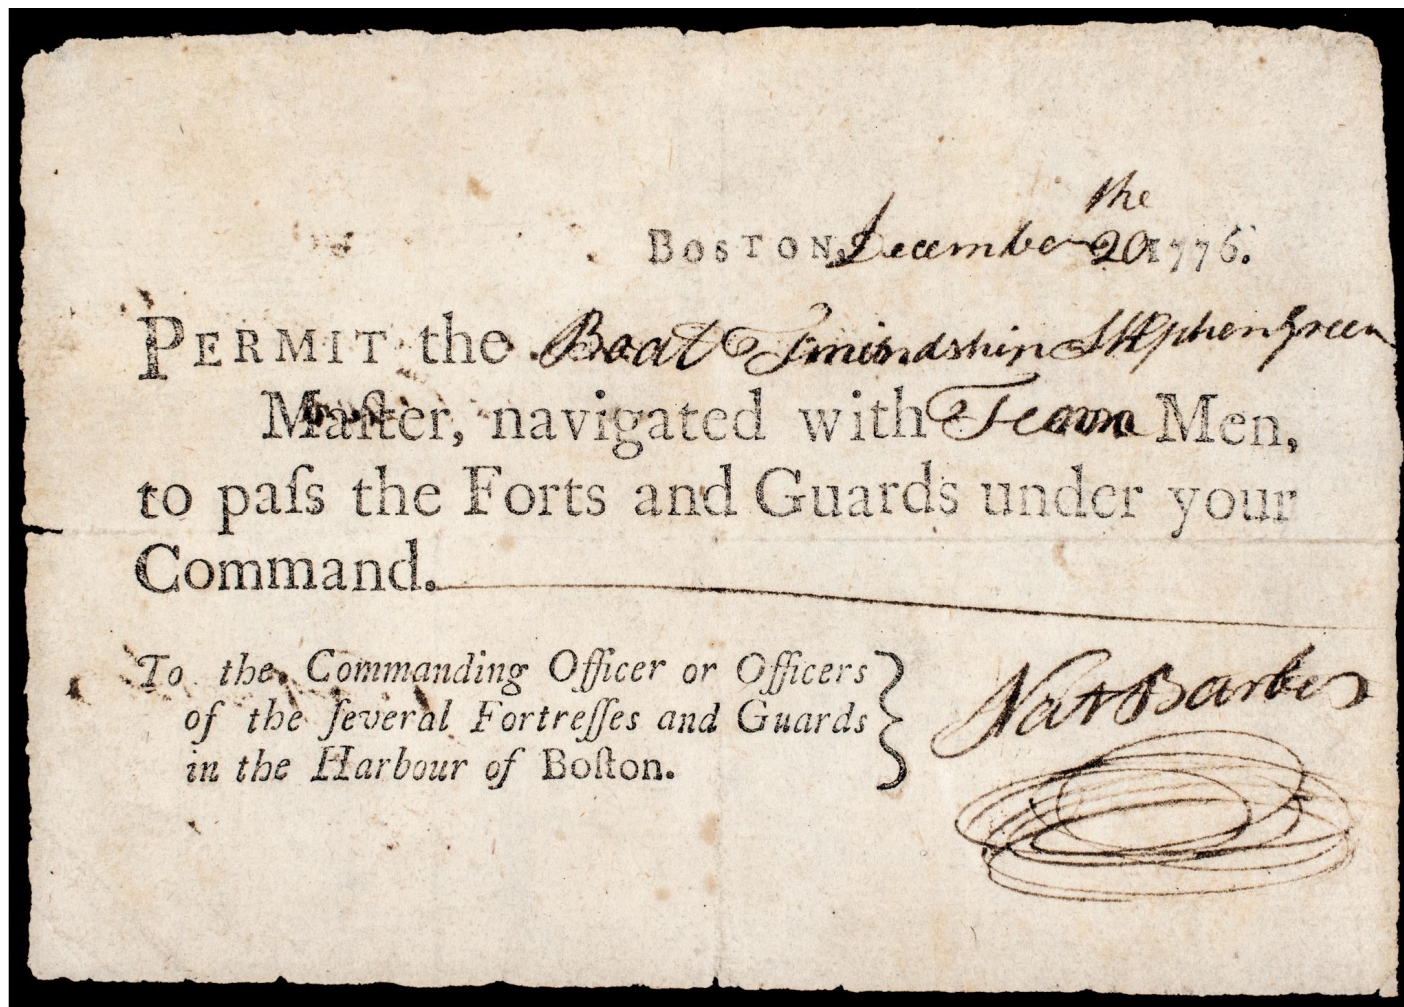 the
BOSTON, December 20 1776.
PERMIT the Boat Friendship Stephen Green
Maſter, navigated with Men,
to paſs the Forts and Guards under your
Command.
To the Commanding Officer or Officers
of the ſeveral Fortreſſes and Guards
in the Harbour of Boſton.
Nat Barber